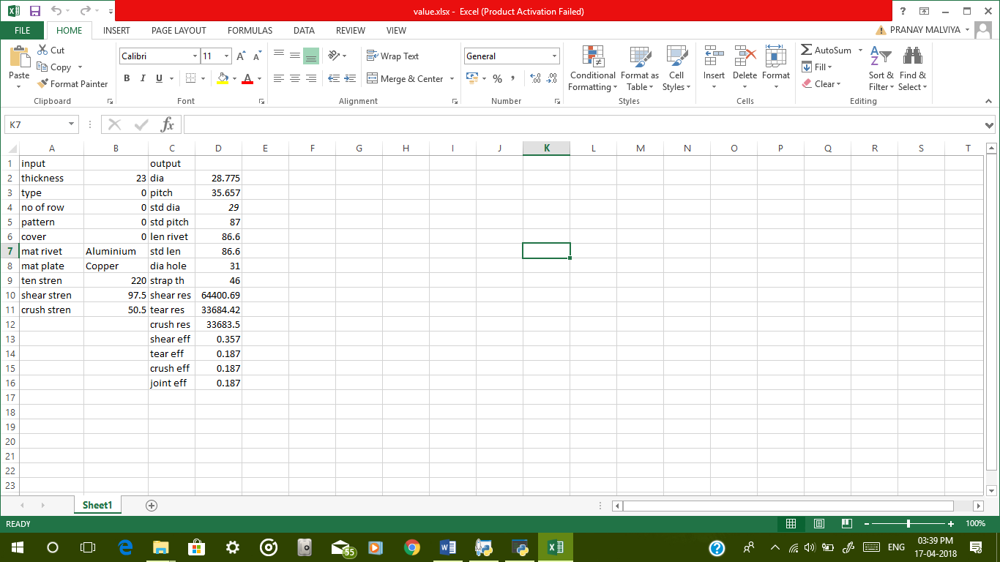 value.xlsx - Excel (Product Activation Failed)
?
FILE HOME INSERT PAGE LAYOUT FORMULAS DATA REVIEW VIEW PRANAY MALVIYA
Paste
Cut
Copy
Format Painter
Clipboard
Calibri 11 A A
B I U A
Font
Wrap Text
Merge & Center
Alignment
General
% , .0 .00 .00 .0
Number
Conditional Formatting
Format as Table
Cell Styles
Styles
Insert Delete Format
Cells
AutoSum
Fill
Clear
Sort & Filter
Find & Select
Editing
K7 fx
A B C D E F G H I J K L M N O P Q R S T
1 input output
2 thickness 23 dia 28.775
3 type 0 pitch 35.657
4 no of row 0 std dia 29
5 pattern 0 std pitch 87
6 cover 0 len rivet 86.6
7 mat rivet Aluminium std len 86.6
8 mat plate Copper dia hole 31
9 ten stren 220 strap th 46
10 shear stren 97.5 shear res 64400.69
11 crush stren 50.5 tear res 33684.42
12 crush res 33683.5
13 shear eff 0.357
14 tear eff 0.187
15 crush eff 0.187
16 joint eff 0.187
17
18
19
20
21
22
23
Sheet1
READY 100%
55 ENG 03:39 PM
17-04-2018